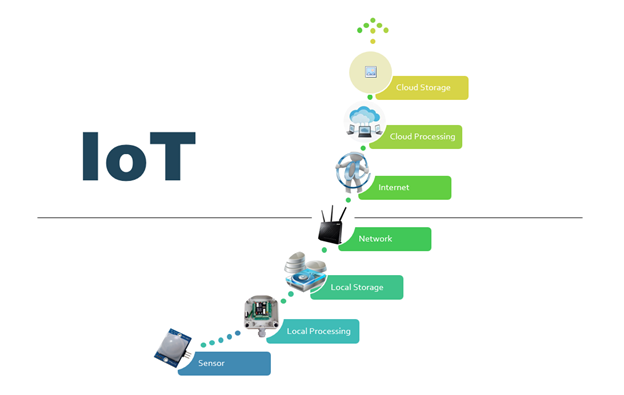 Cloud Storage
IoT
Cloud Processing
Internet
Network
Local Storage
Local Processing
Sensor